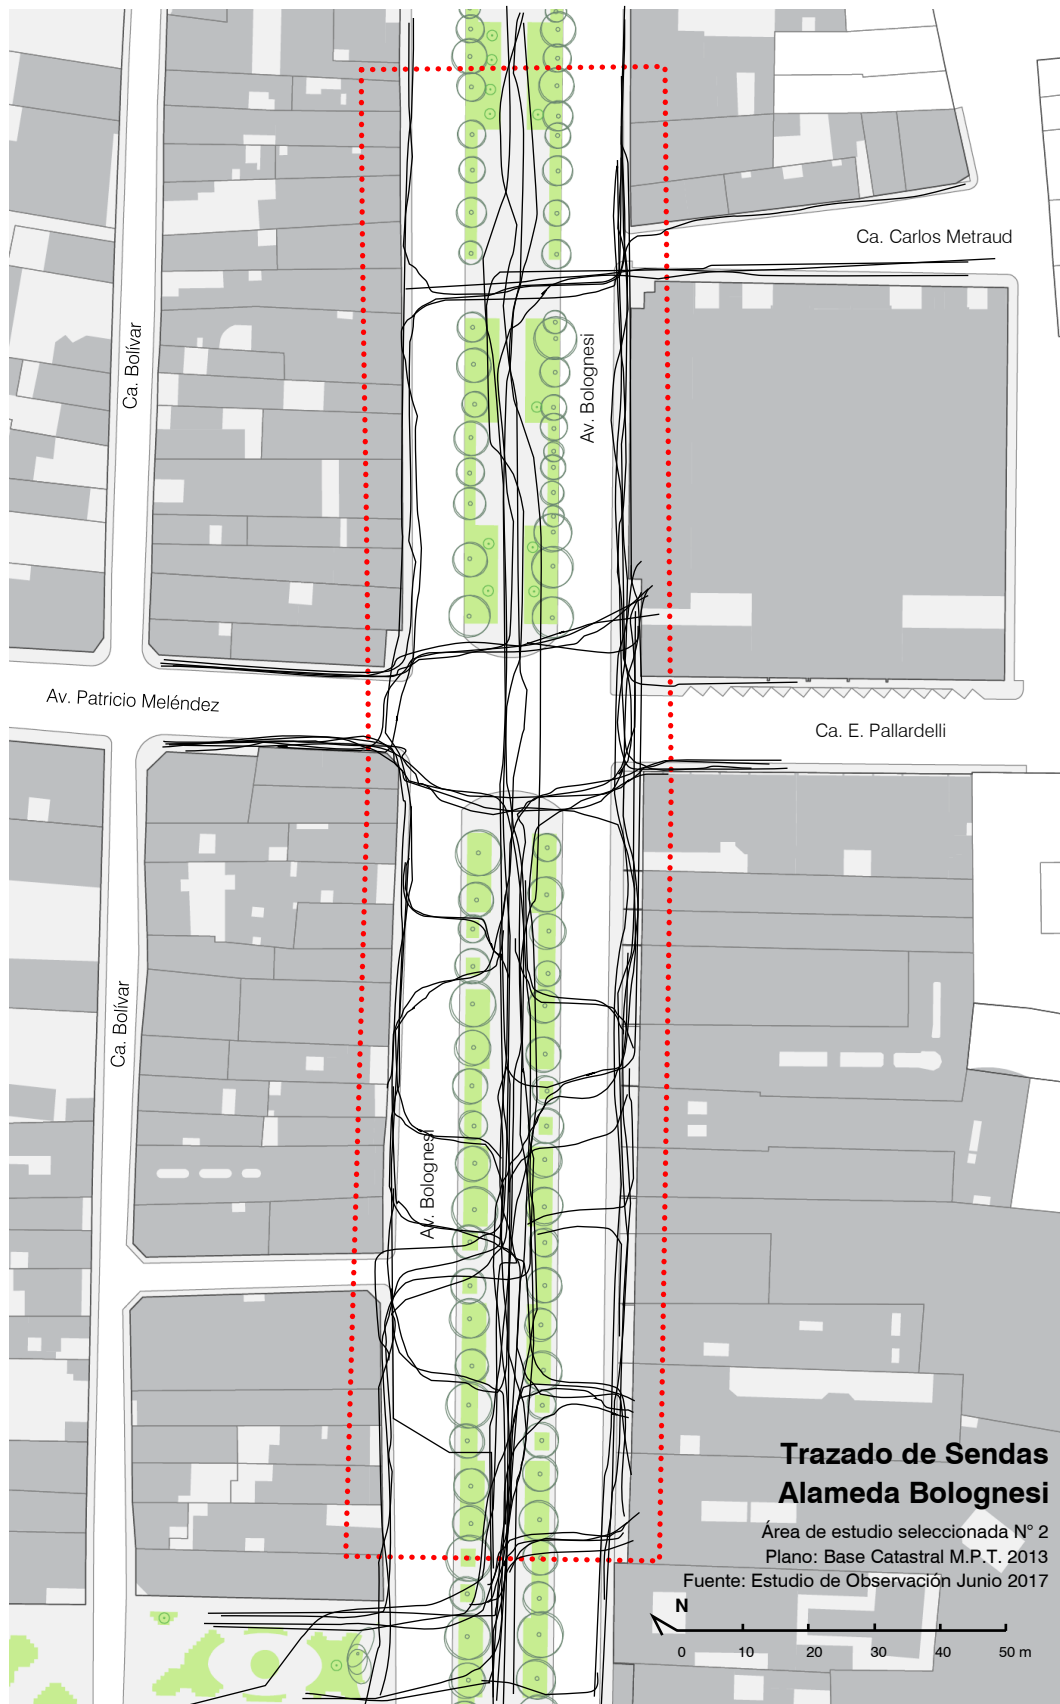 Ca. Carlos Metraud
Ca. Bolívar
Av. Bolognesi
Av. Patricio Meléndez
Ca. E. Pallardelli
Ca. Bolívar
Av. Bolognesi
Trazado de Sendas
Alameda Bolognesi
Área de estudio seleccionada N° 2
Plano: Base Catastral M.P.T. 2013
Fuente: Estudio de Observación Junio 2017
N
0 10 20 30 40 50 m